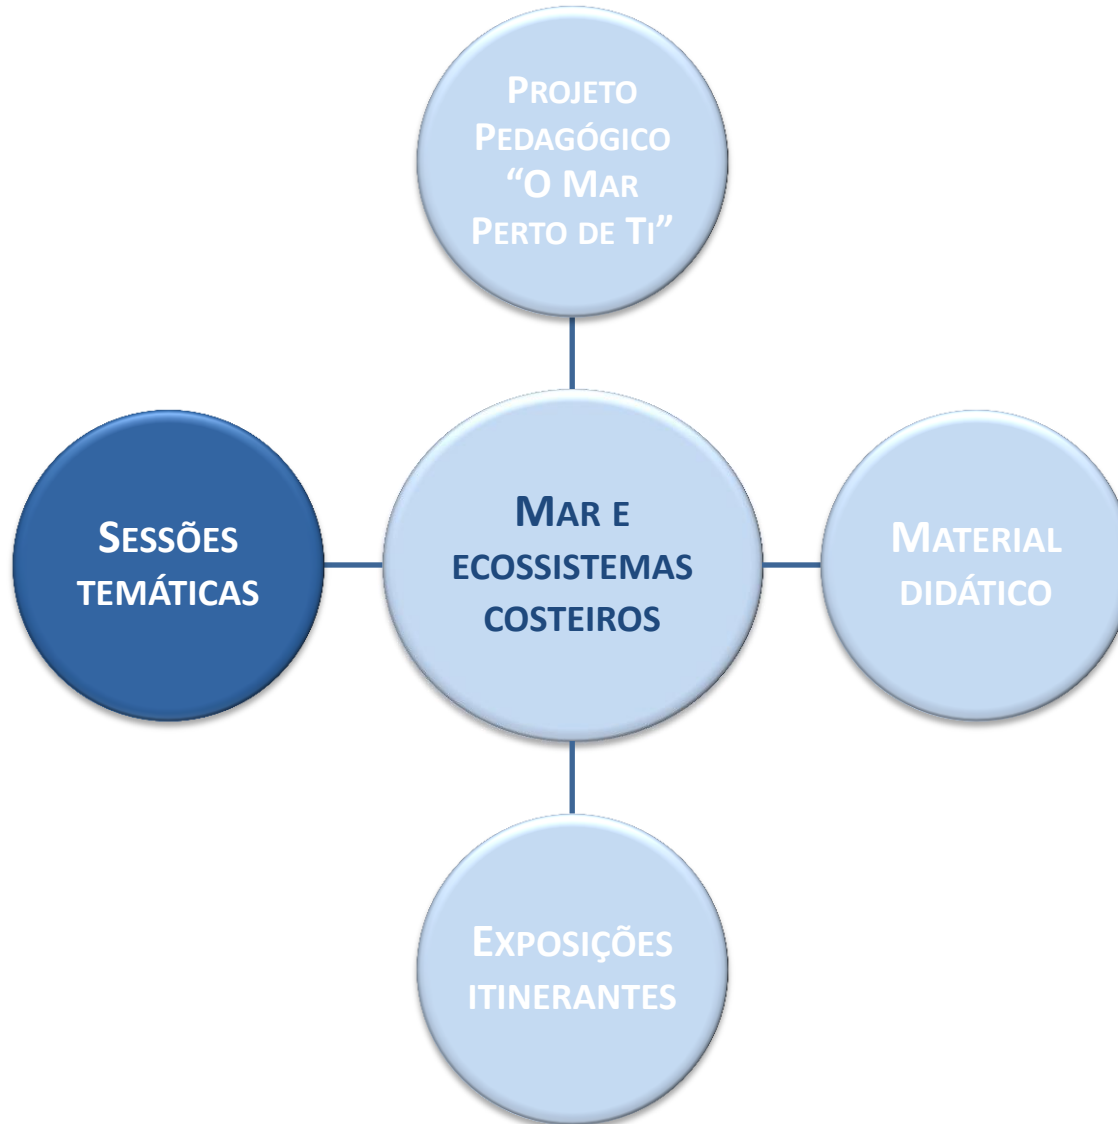 PROJETO
PEDAGÓGICO
“O MAR
PERTO DE TI”
SESSÕES
TEMÁTICAS
MAR E
ECOSSISTEMAS
COSTEIROS
MATERIAL
DIDÁTICO
EXPOSIÇÕES
ITINERANTES